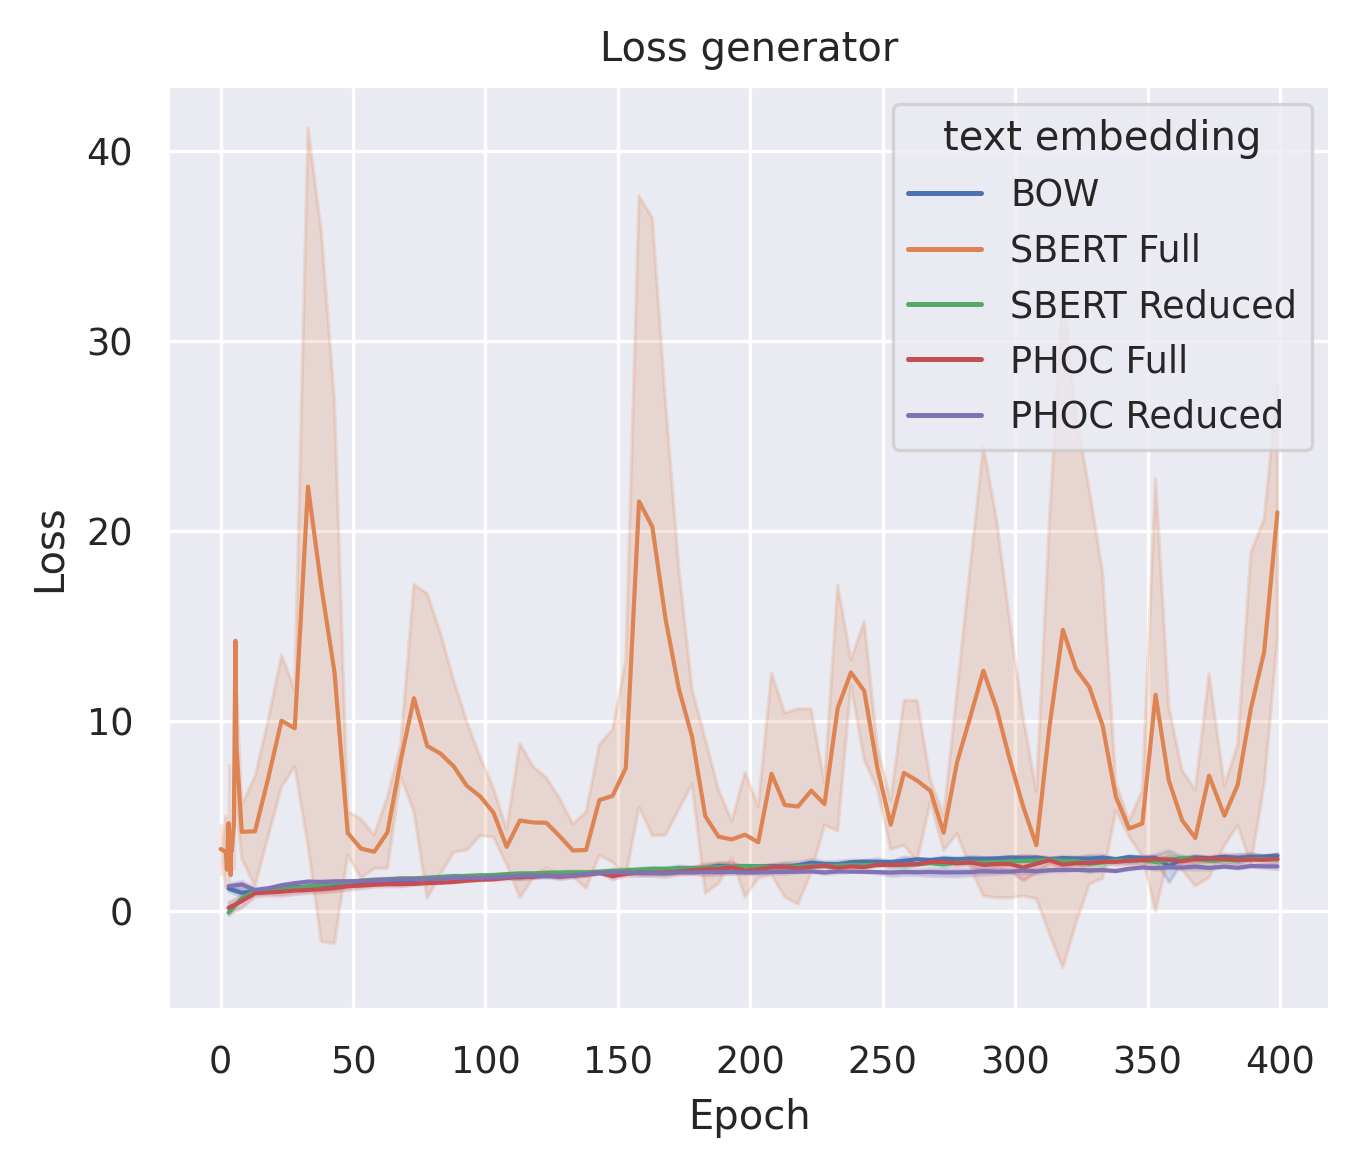 Loss generator
text embedding
BOW
SBERT Full
SBERT Reduced
PHOC Full
PHOC Reduced
Loss
40
30
20
10
0
0 50 100 150 200 250 300 350 400
Epoch